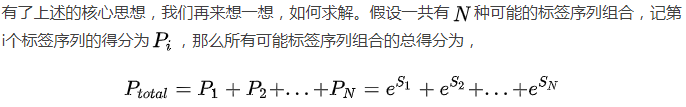 有了上述的核心思想，我们再来想一想，如何求解。假设一共有 N 种可能的标签序列组合，记第
i个标签序列的得分为 P_i ，那么所有可能标签序列组合的总得分为，
P_{total} = P_1 + P_2 + ... + P_N = e^{S_1} + e^{S_2} + ... + e^{S_N}